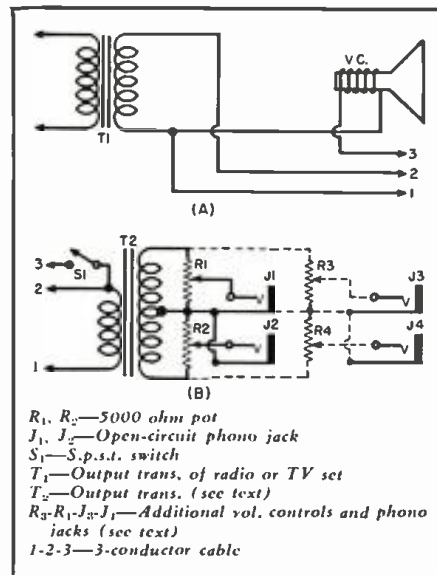 V C.
T1
3
2
1
(A)
T2
3
S1
R1
J1
R3
J3
2
V
V
R2
J2
R4
J4
1
V
V
(B)
R1, R2—5000 ohm pot
J1, J2—Open-circuit phono jack
S1—S.p.s.t. switch
T1—Output trans. of radio or TV set
T2—Output trans. (see text)
R3-R4-J3-J4—Additional vol. controls and phono
jacks (see text)
1-2-3—3-conductor cable